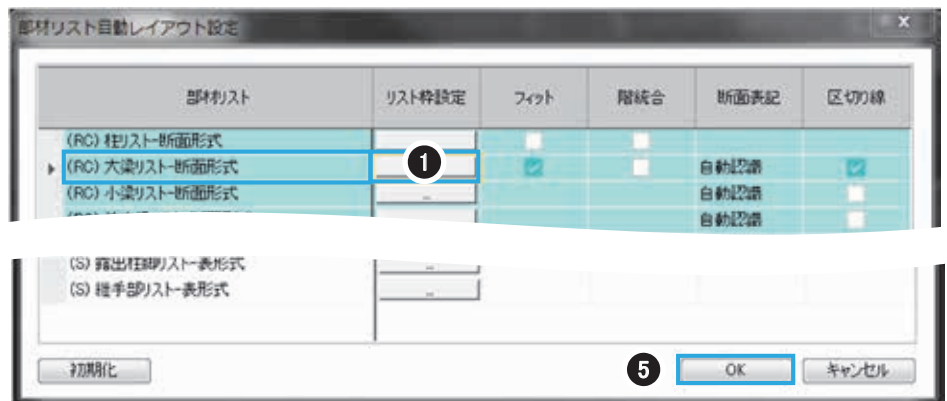 部材リスト自動レイアウト設定
x
部材リスト リスト枠設定 フィット 階統合 断面表記 区切り線
(RC) 柱リスト-断面形式
(RC) 大梁リスト-断面形式 1 自動認識
(RC) 小梁リスト-断面形式 ... 自動認識
自動認識
(S) 露出柱脚リスト-表形式 ...
(S) 継手部リスト-表形式 ...
初期化 5 OK キャンセル